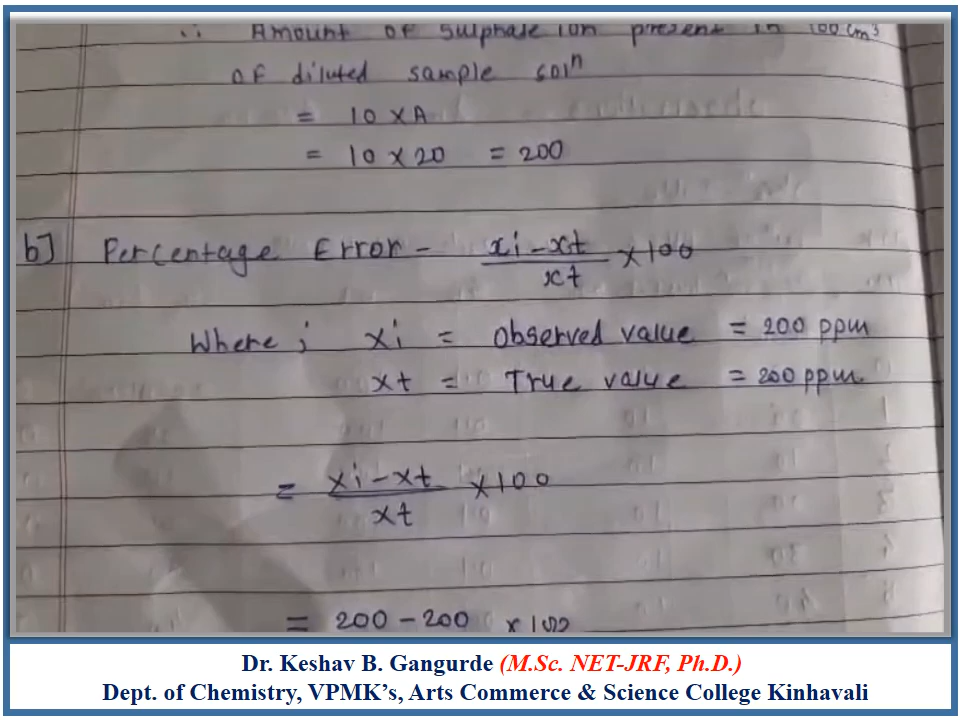 ∴ Amount of sulphate ion present in 100 cm³
of diluted sample solⁿ
= 10 × A
= 10 × 20 = 200
b] Percentage Error - xi - xt / xt × 100
Where ; xi = observed value = 200 ppm
xt = True value = 200 ppm
= xi - xt / xt × 100
= 200 - 200 × 100
Dr. Keshav B. Gangurde (M.Sc. NET-JRF, Ph.D.)
Dept. of Chemistry, VPMK's, Arts Commerce & Science College Kinhavali